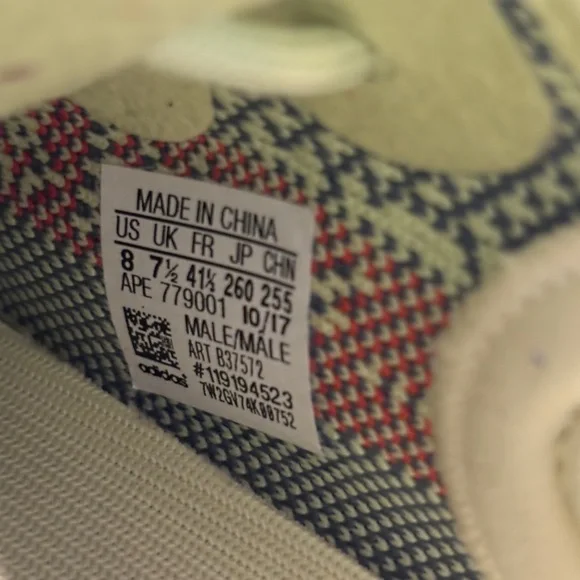 MADE IN CHINA
US UK FR JP CHN
8 7½ 41⅓ 260 255
APE 779001 10/17
MALE/MALE
ART B37572
#119194523
adidas
7W2GV74K00752